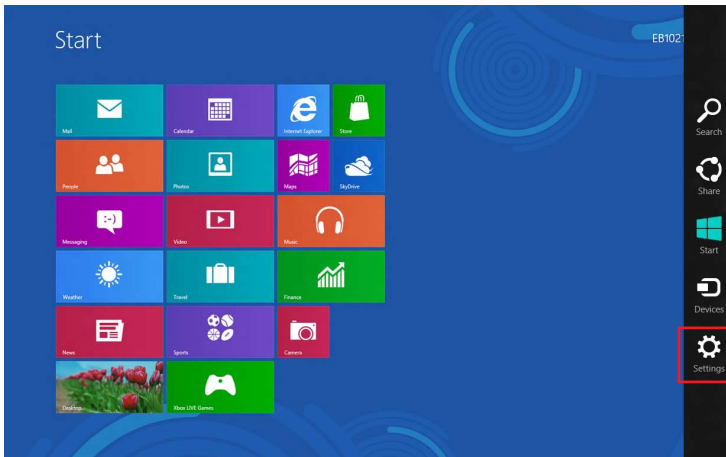 Start
EB1021
Mail
Calendar
Internet Explorer
Store
People
Photos
Maps
SkyDrive
Messaging
:-)
Video
Music
Weather
Travel
Finance
News
Sports
Camera
Desktop
Xbox LIVE Games
Search
Share
Start
Devices
Settings